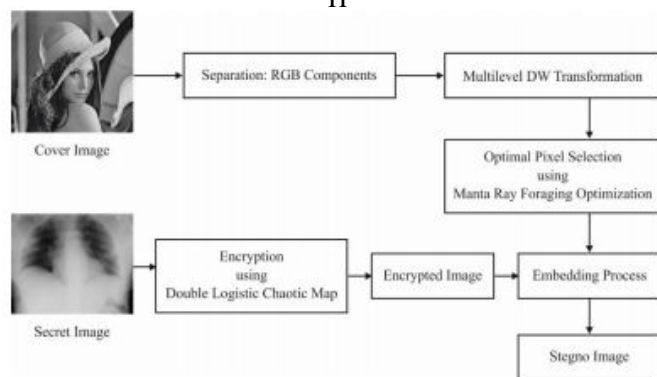 Separation: RGB Components
Multilevel DW Transformation
Cover Image
Optimal Pixel Selection
using
Manta Ray Foraging Optimization
Encryption
using
Double Logistic Chaotic Map
Encrypted Image
Embedding Process
Secret Image
Stegno Image